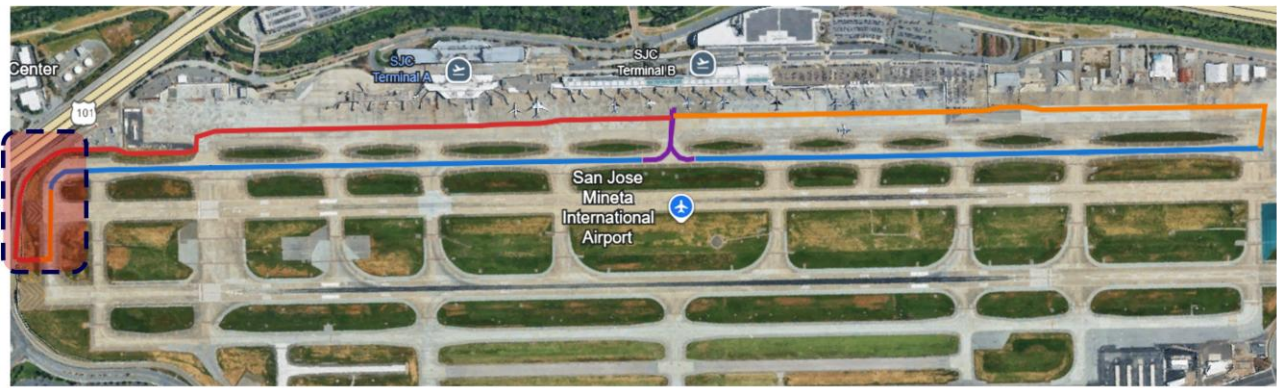 Center
101
SJC
Terminal A
SJC
Terminal B
San Jose
Mineta
International
Airport